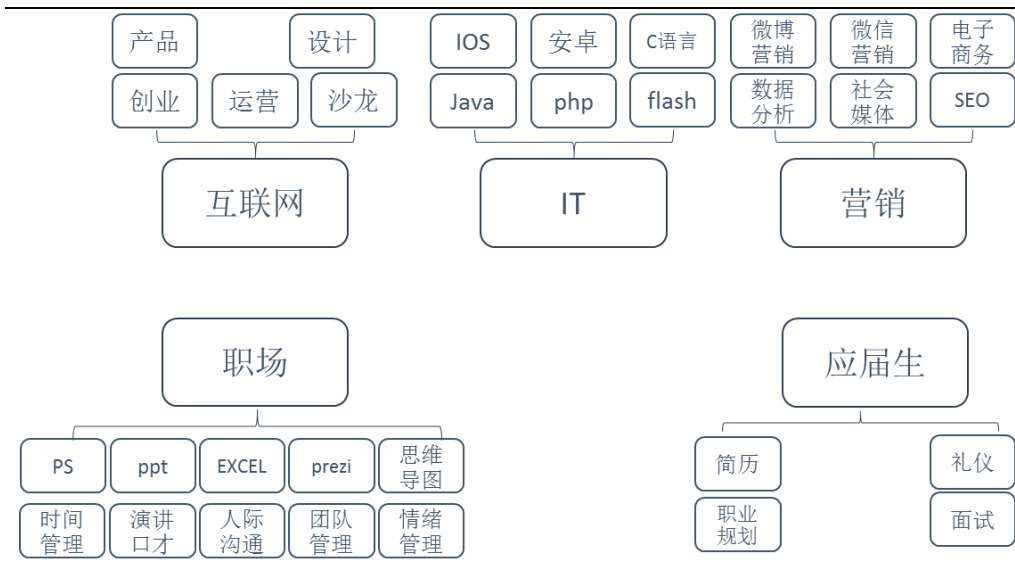 产品
设计
IOS
安卓
C语言
微博
营销
微信
营销
电子
商务
创业
运营
沙龙
Java
php
flash
数据
分析
社会
媒体
SEO
互联网
IT
营销
职场
应届生
PS
ppt
EXCEL
prezi
思维
导图
简历
礼仪
时间
管理
演讲
口才
人际
沟通
团队
管理
情绪
管理
职业
规划
面试